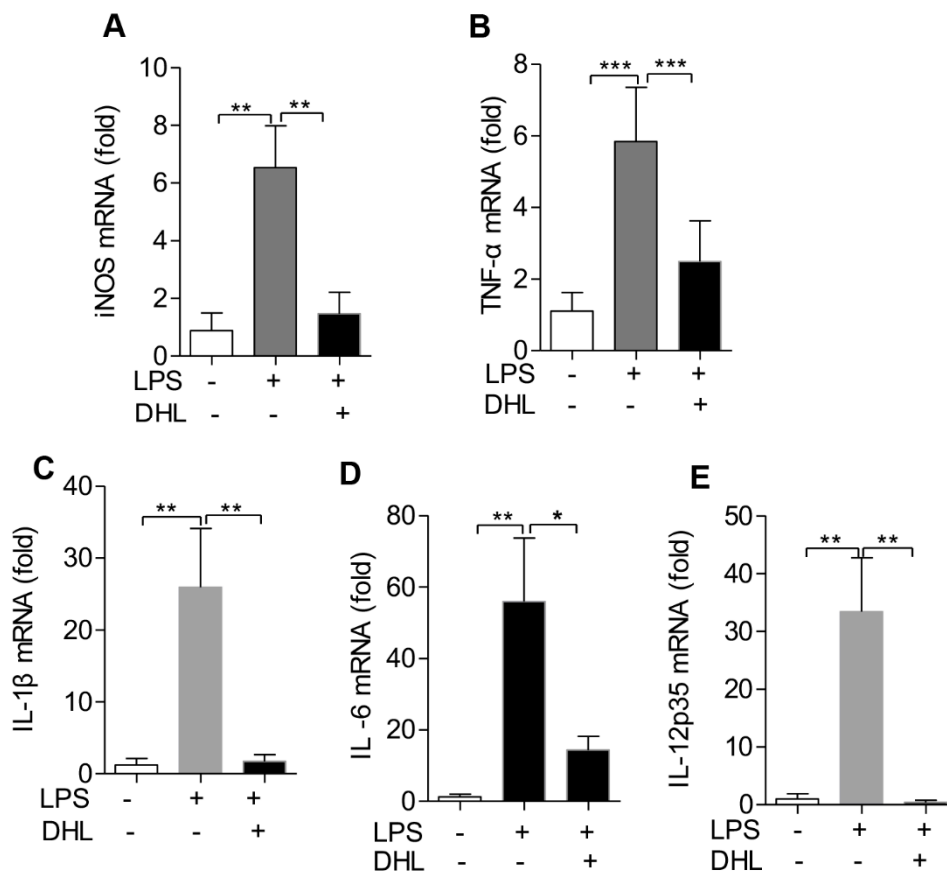 A
iNOS mRNA (fold)
10
8
6
4
2
0
** **
LPS - + +
DHL - - +
B
TNF-α mRNA (fold)
8
6
4
2
0
*** ***
LPS - + +
DHL - - +
C
IL-1β mRNA (fold)
40
30
20
10
0
** **
LPS - + +
DHL - - +
D
IL -6 mRNA (fold)
80
60
40
20
0
** *
LPS - + +
DHL - - +
E
IL-12p35 mRNA (fold)
50
40
30
20
10
0
** **
LPS - + +
DHL - - +